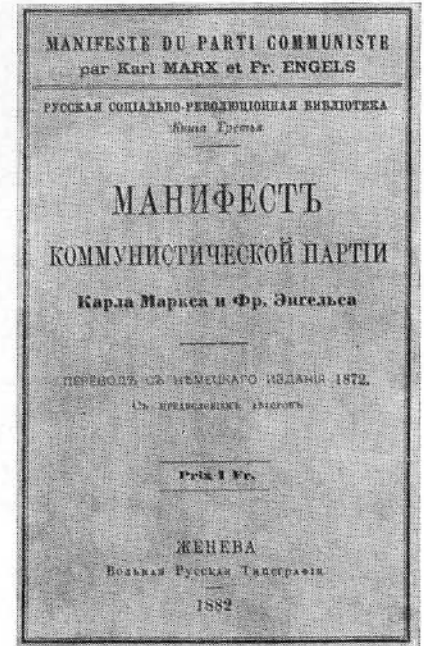 MANIFESTE DU PARTI COMMUNISTE
par Karl MARX et Fr. ENGELS
РУССКАЯ СОЦІАЛЬНО-РЕВОЛЮЦІОННАЯ БИБЛІОТЕКА
Книга Третья
МАНИФЕСТЪ
КОММУНИСТИЧЕСКОЙ ПАРТІИ
Карла Маркса и Фр. Энгельса
ПЕРЕВОДЪ СЪ НѢМЕЦКАГО ИЗДАНІЯ 1872.
Съ предисловіемъ авторовъ
Prix 1 Fr.
ЖЕНЕВА
Вольная Русская Типографія
1882